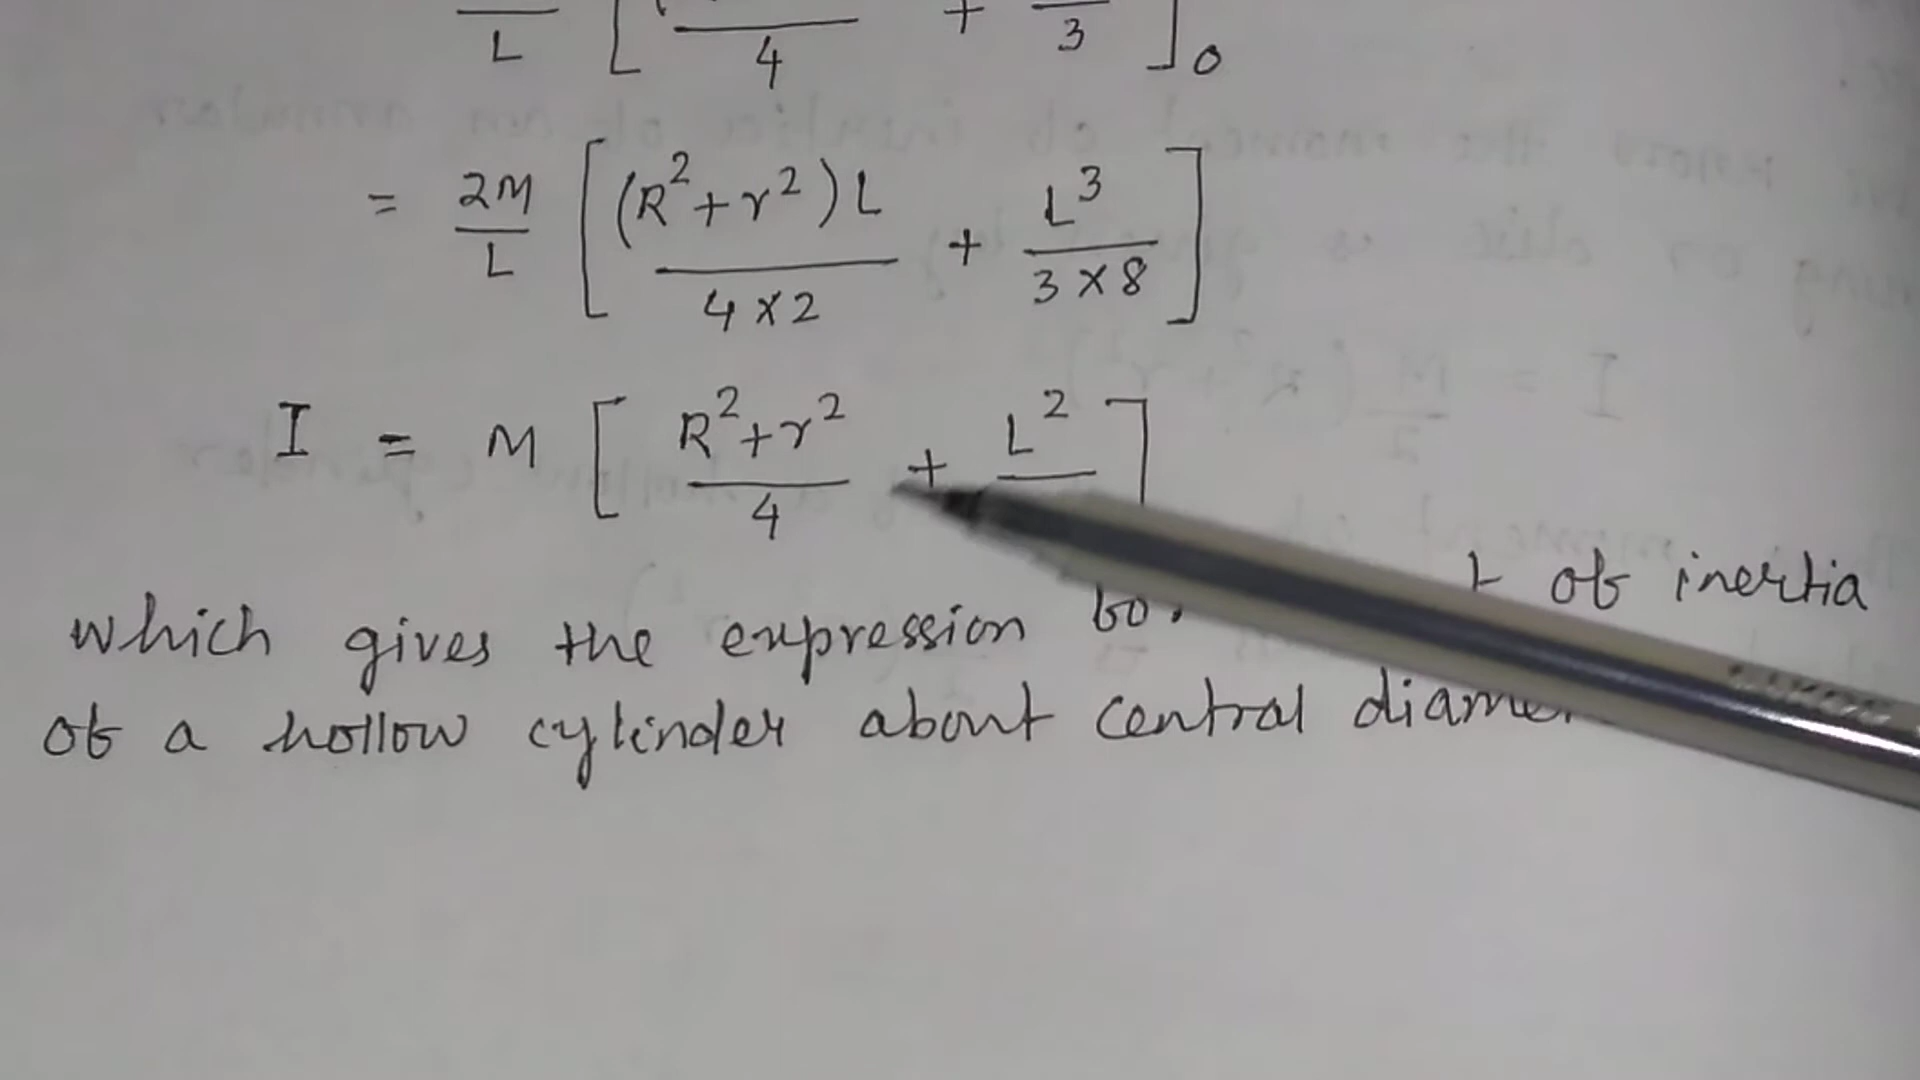 L [ 4 + 3 ]0
= 2M/L [ (R²+r²)L / 4×2 + L³ / 3×8 ]
I = M [ R²+r² / 4 + L² ]
which gives the expression of inertia
of a hollow cylinder about central